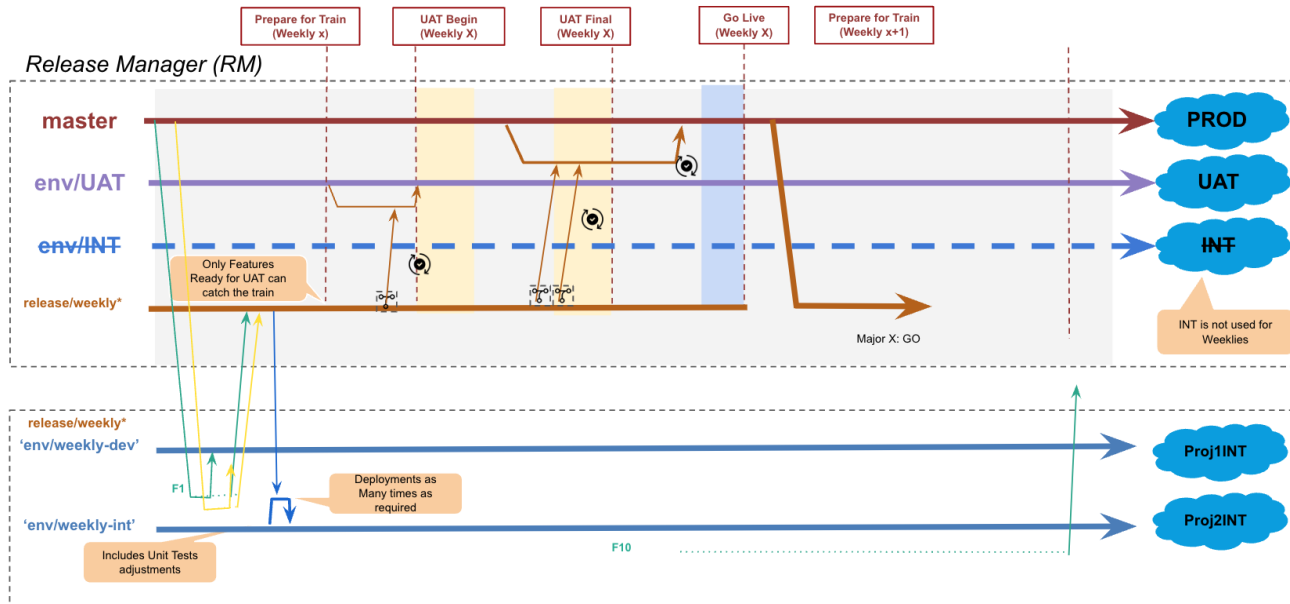 Prepare for Train
(Weekly x)
UAT Begin
(Weekly X)
UAT Final
(Weekly X)
Go Live
(Weekly X)
Prepare for Train
(Weekly x+1)
Release Manager (RM)
master
PROD
env/UAT
UAT
env/INT
INT
Only Features
Ready for UAT can
catch the train
release/weekly*
INT is not used for
Weeklies
Major X: GO
release/weekly*
'env/weekly-dev'
Proj1INT
F1
Deployments as
Many times as
required
'env/weekly-int'
Proj2INT
F10
Includes Unit Tests
adjustments